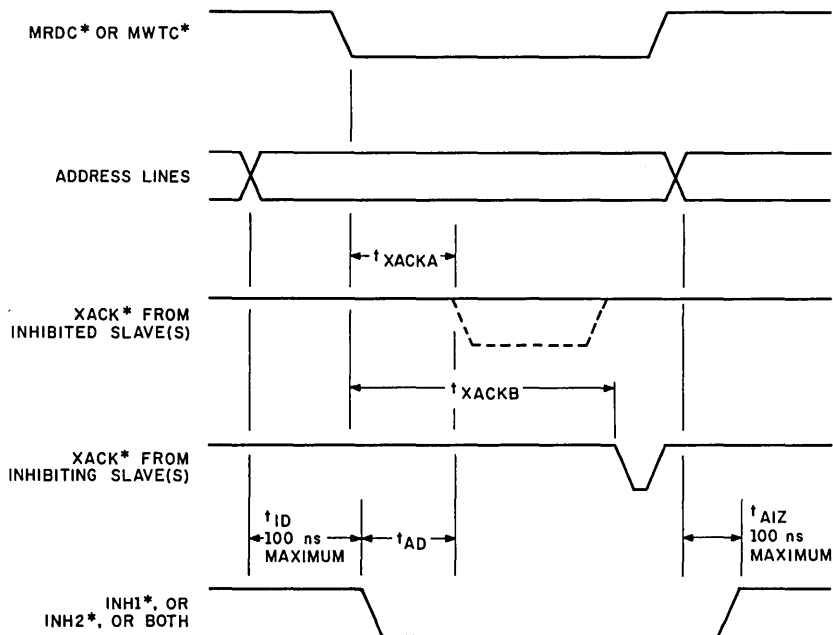 MRDC* OR MWTC*
ADDRESS LINES
tXACKA
XACK* FROM
INHIBITED SLAVE(S)
tXACKB
XACK* FROM
INHIBITING SLAVE(S)
tID
100 ns
MAXIMUM
tAD
tAIZ
100 ns
MAXIMUM
INH1*, OR
INH2*, OR BOTH